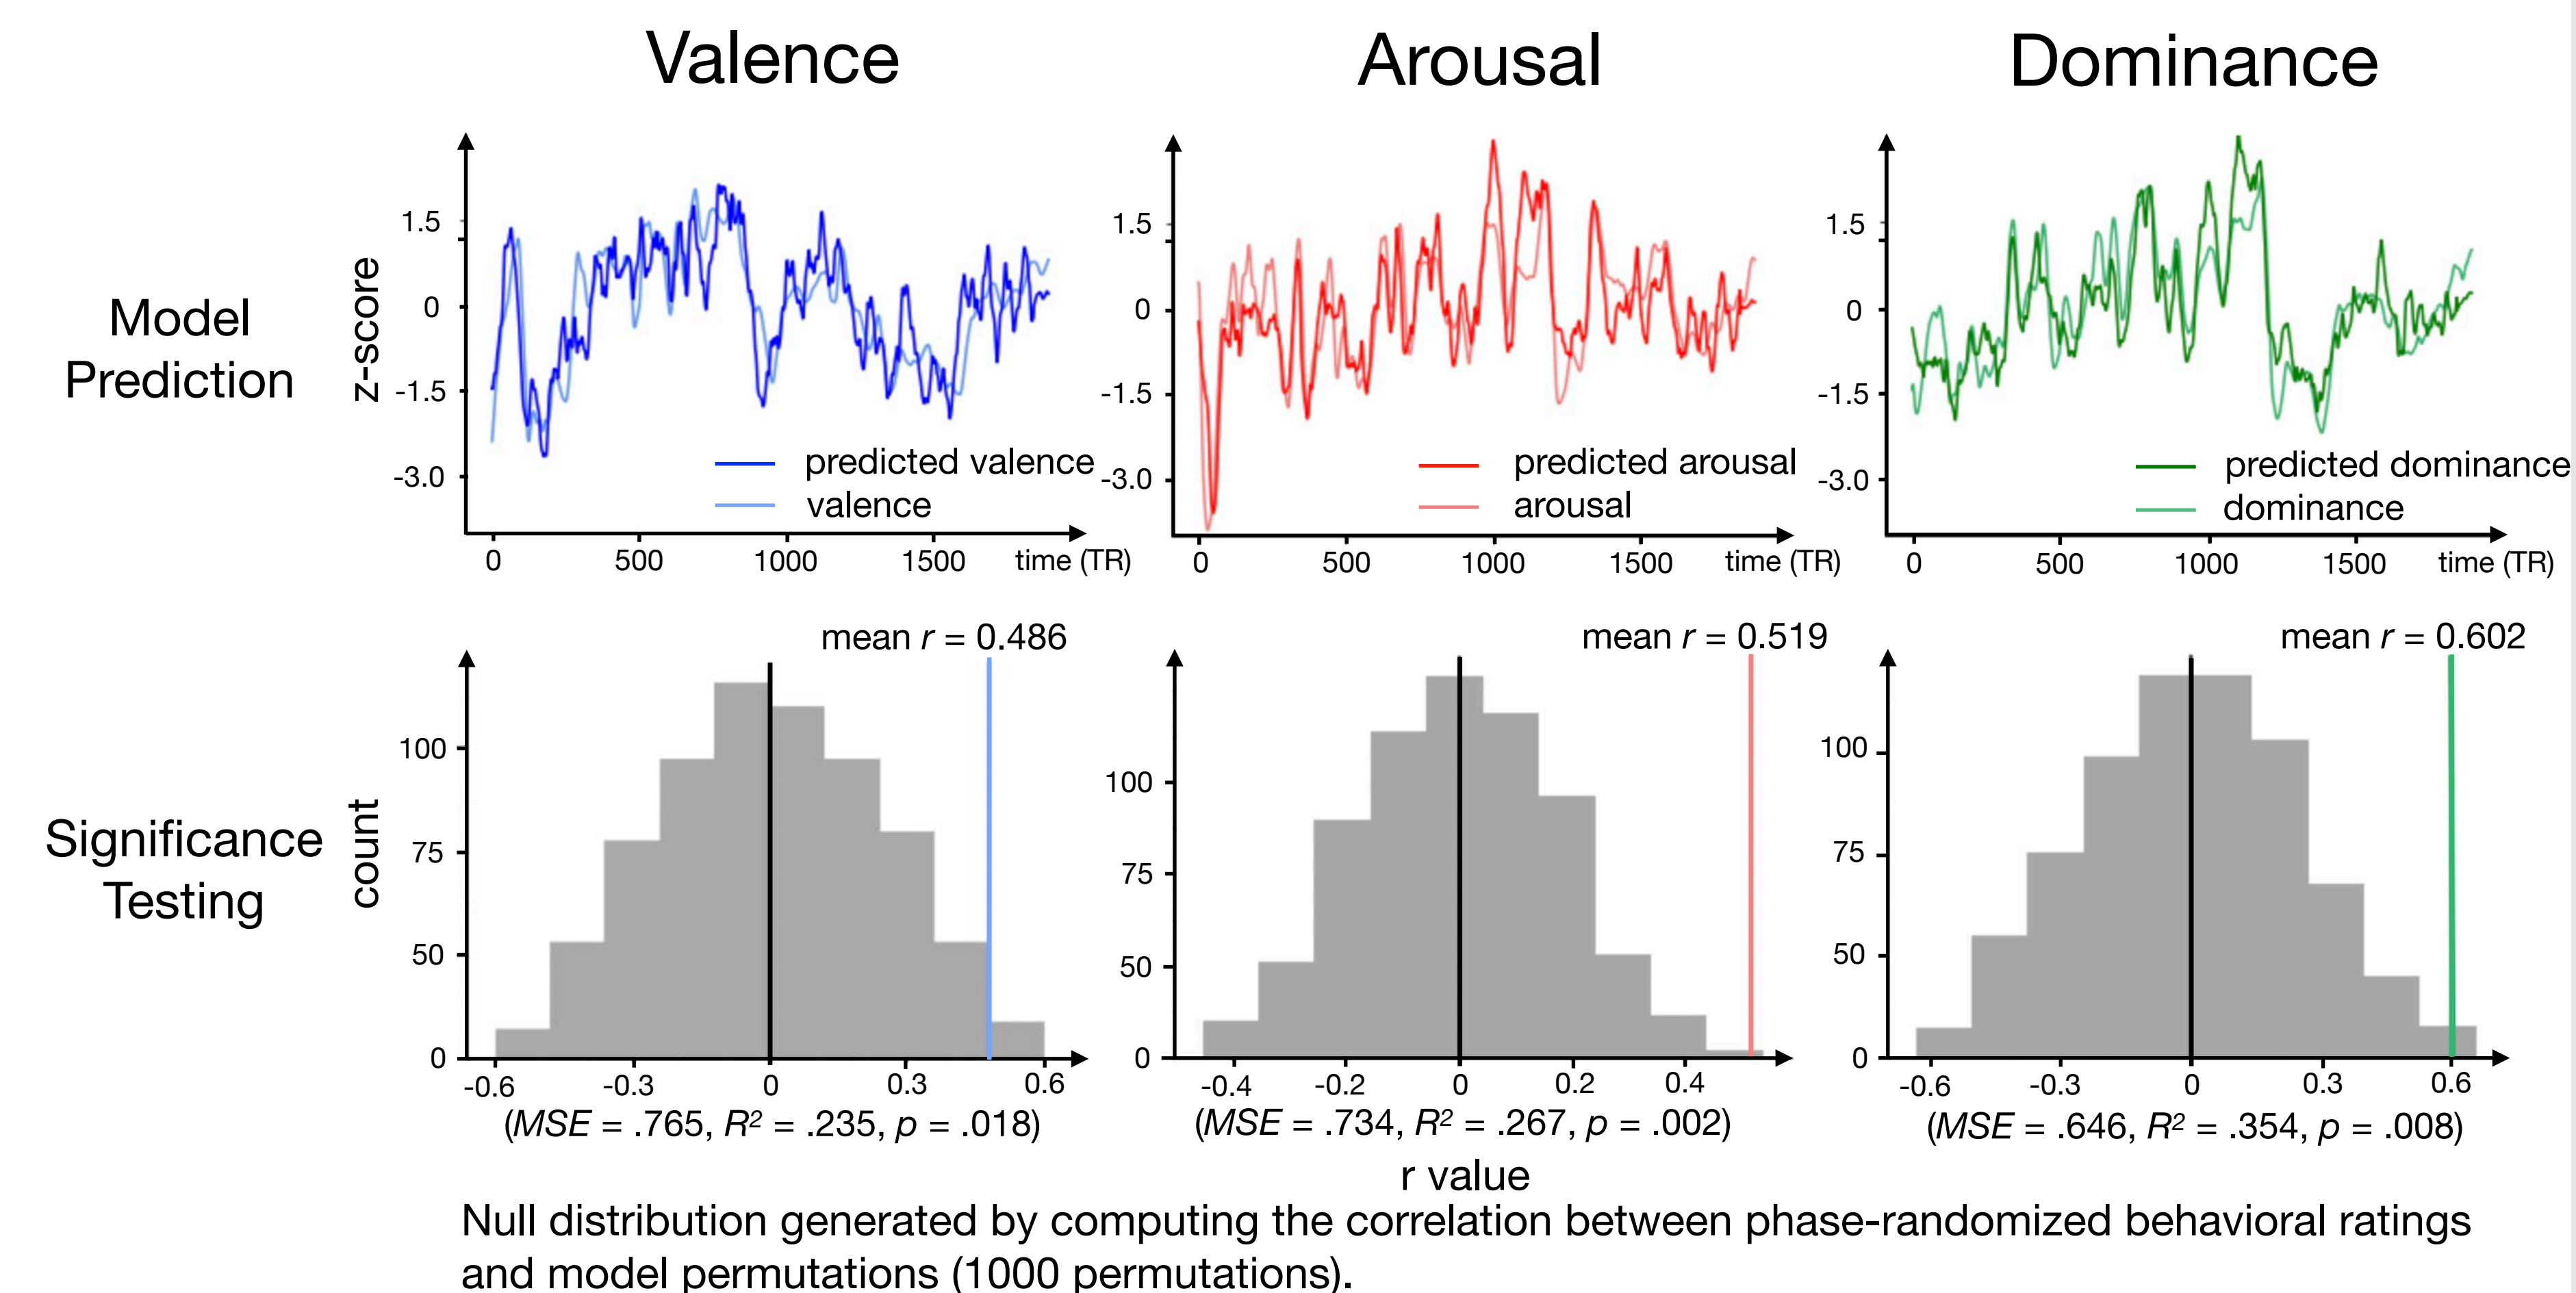 Valence
Arousal
Dominance
Model
Prediction
z-score
1.5
0
-1.5
-3.0
predicted valence
valence
0
500
1000
1500
time (TR)
1.5
0
-1.5
-3.0
predicted arousal
arousal
0
500
1000
1500
time (TR)
1.5
0
-1.5
-3.0
predicted dominance
dominance
0
500
1000
1500
time (TR)
Significance
Testing
count
mean r = 0.486
100
75
50
0
-0.6
-0.3
0
0.3
0.6
(MSE = .765, R² = .235, p = .018)
mean r = 0.519
100
75
50
0
-0.4
-0.2
0
0.2
0.4
(MSE = .734, R² = .267, p = .002)
mean r = 0.602
100
75
50
0
-0.6
-0.3
0
0.3
0.6
(MSE = .646, R² = .354, p = .008)
r value
Null distribution generated by computing the correlation between phase-randomized behavioral ratings
and model permutations (1000 permutations).